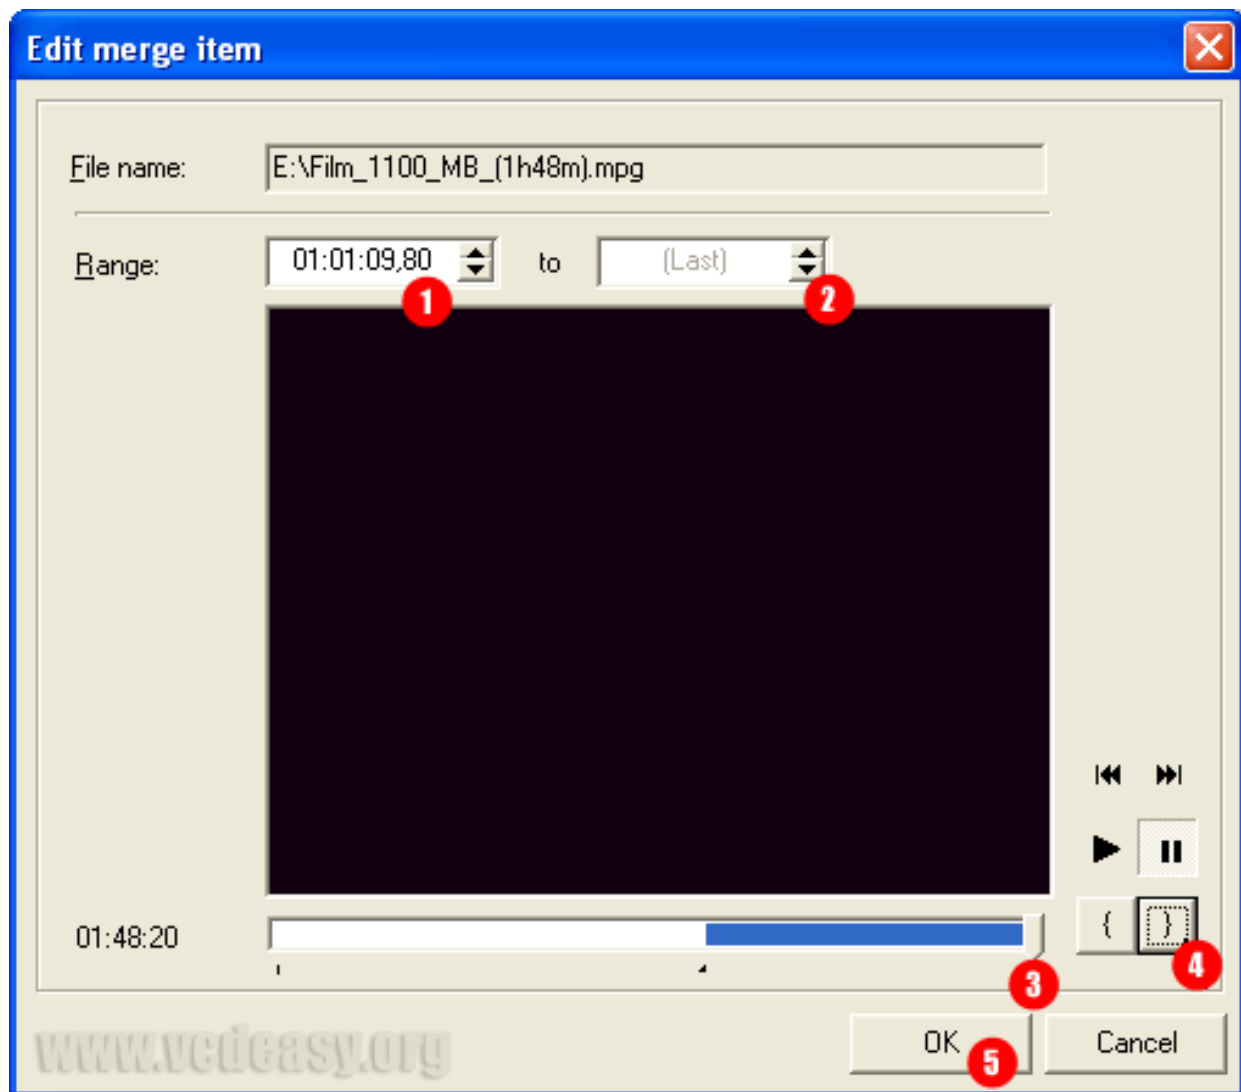 Edit merge item
File name: E:\Film_1100_MB_(1h48m).mpg
Range: 01:01:09,80 to (Last)
1 2
{ }
01:48:20
4
3
www.vcdeasy.org OK Cancel
5